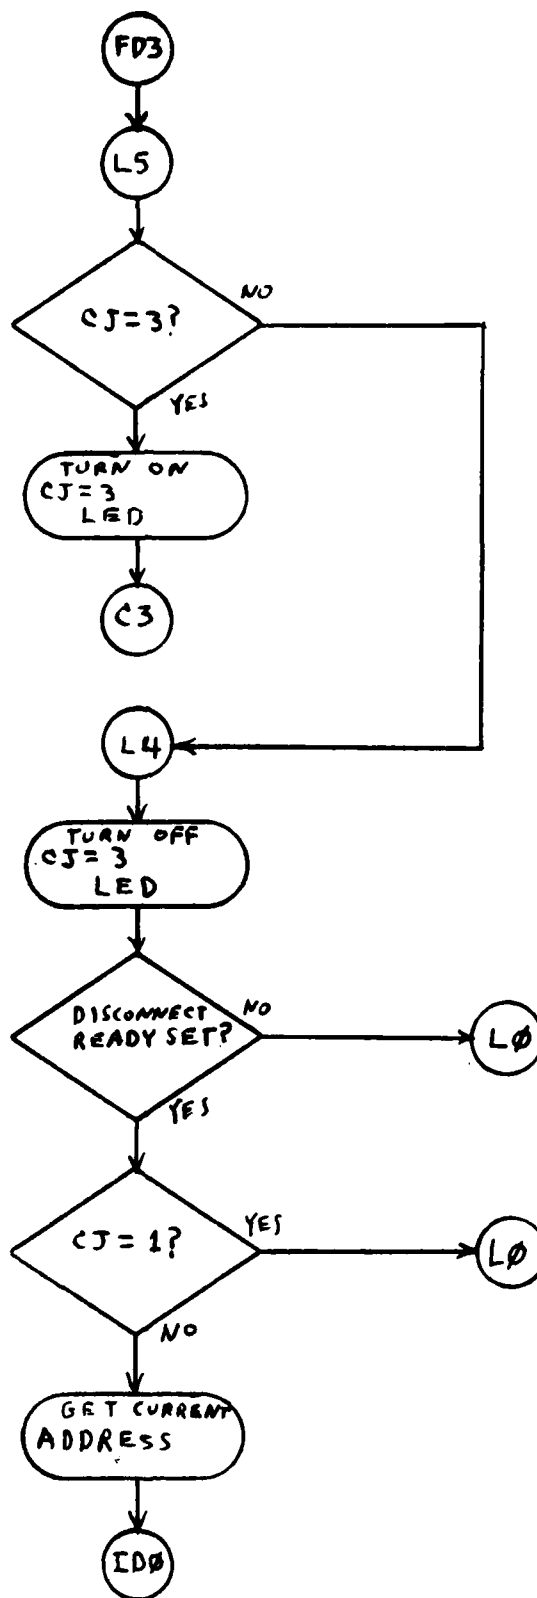 FD3
L5
CJ=3?
NO
YES
TURN ON
CJ=3
LED
C3
L4
TURN OFF
CJ=3
LED
DISCONNECT
READY SET?
NO
LØ
YES
CJ=1?
YES
LØ
NO
GET CURRENT
ADDRESS
IDØ